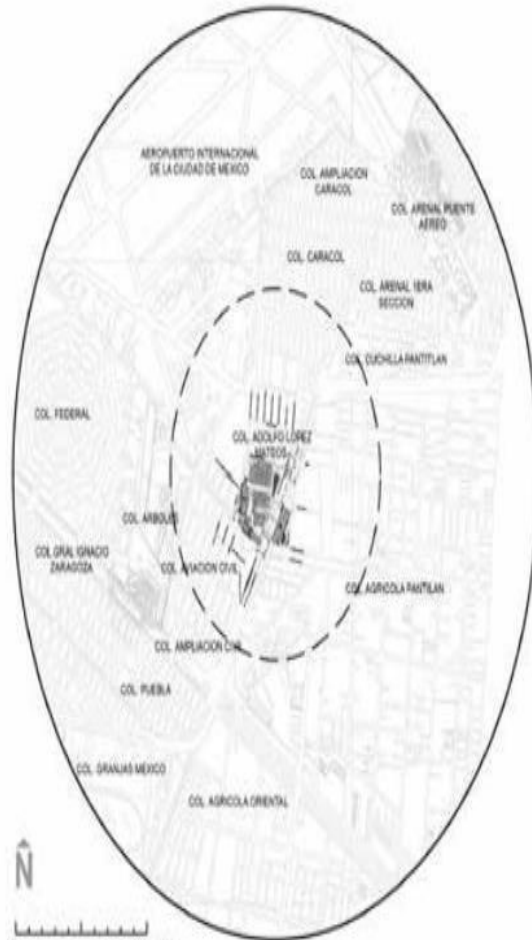 AEROPUERTO INTERNACIONAL
DE LA CIUDAD DE MEXICO
COL. AMPLIACION
CARACOL
COL. ARENAL PUENTE
AEREO
COL. CARACOL
COL. ARENAL 1ERA
SECCION
COL. CUCHILLA PANTITLAN
COL. FEDERAL
COL. ADOLFO LOPEZ
MATEOS
COL. ARBOLES
COL. GRAL IGNACIO
ZARAGOZA
COL. AVIACION CIVIL
COL. AGRICOLA PANTILAN
COL. AMPLIACION CIVIL
COL. PUEBLA
COL. GRANJAS MEXICO
COL. AGRICOLA ORIENTAL
N